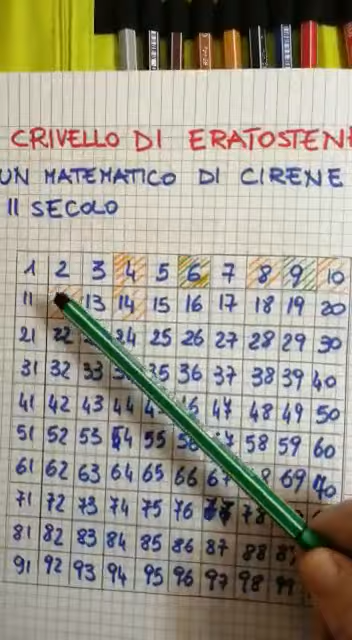 CRIVELLO DI ERATOSTEN
UN MATEMATICO DI CIRENE
II SECOLO
1 2 3 4 5 6 7 8 9 10
11 13 14 15 16 17 18 19 20
21 22 24 25 26 27 28 29 30
31 32 33 35 36 37 38 39 40
41 42 43 44 47 48 49 50
51 52 53 54 55 58 59 60
61 62 63 64 65 66 69
71 72 73 74 75 76 77
81 82 83 84 85 86 87 88
91 92 93 94 95 96 97 98